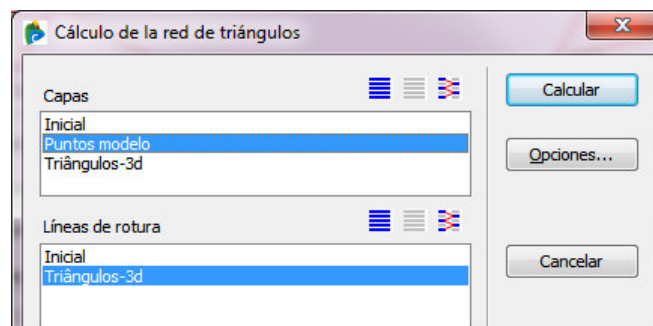 Cálculo de la red de triángulos
Capas
Inicial
Puntos modelo
Triângulos-3d
Líneas de rotura
Inicial
Triângulos-3d
Calcular
Opciones...
Cancelar